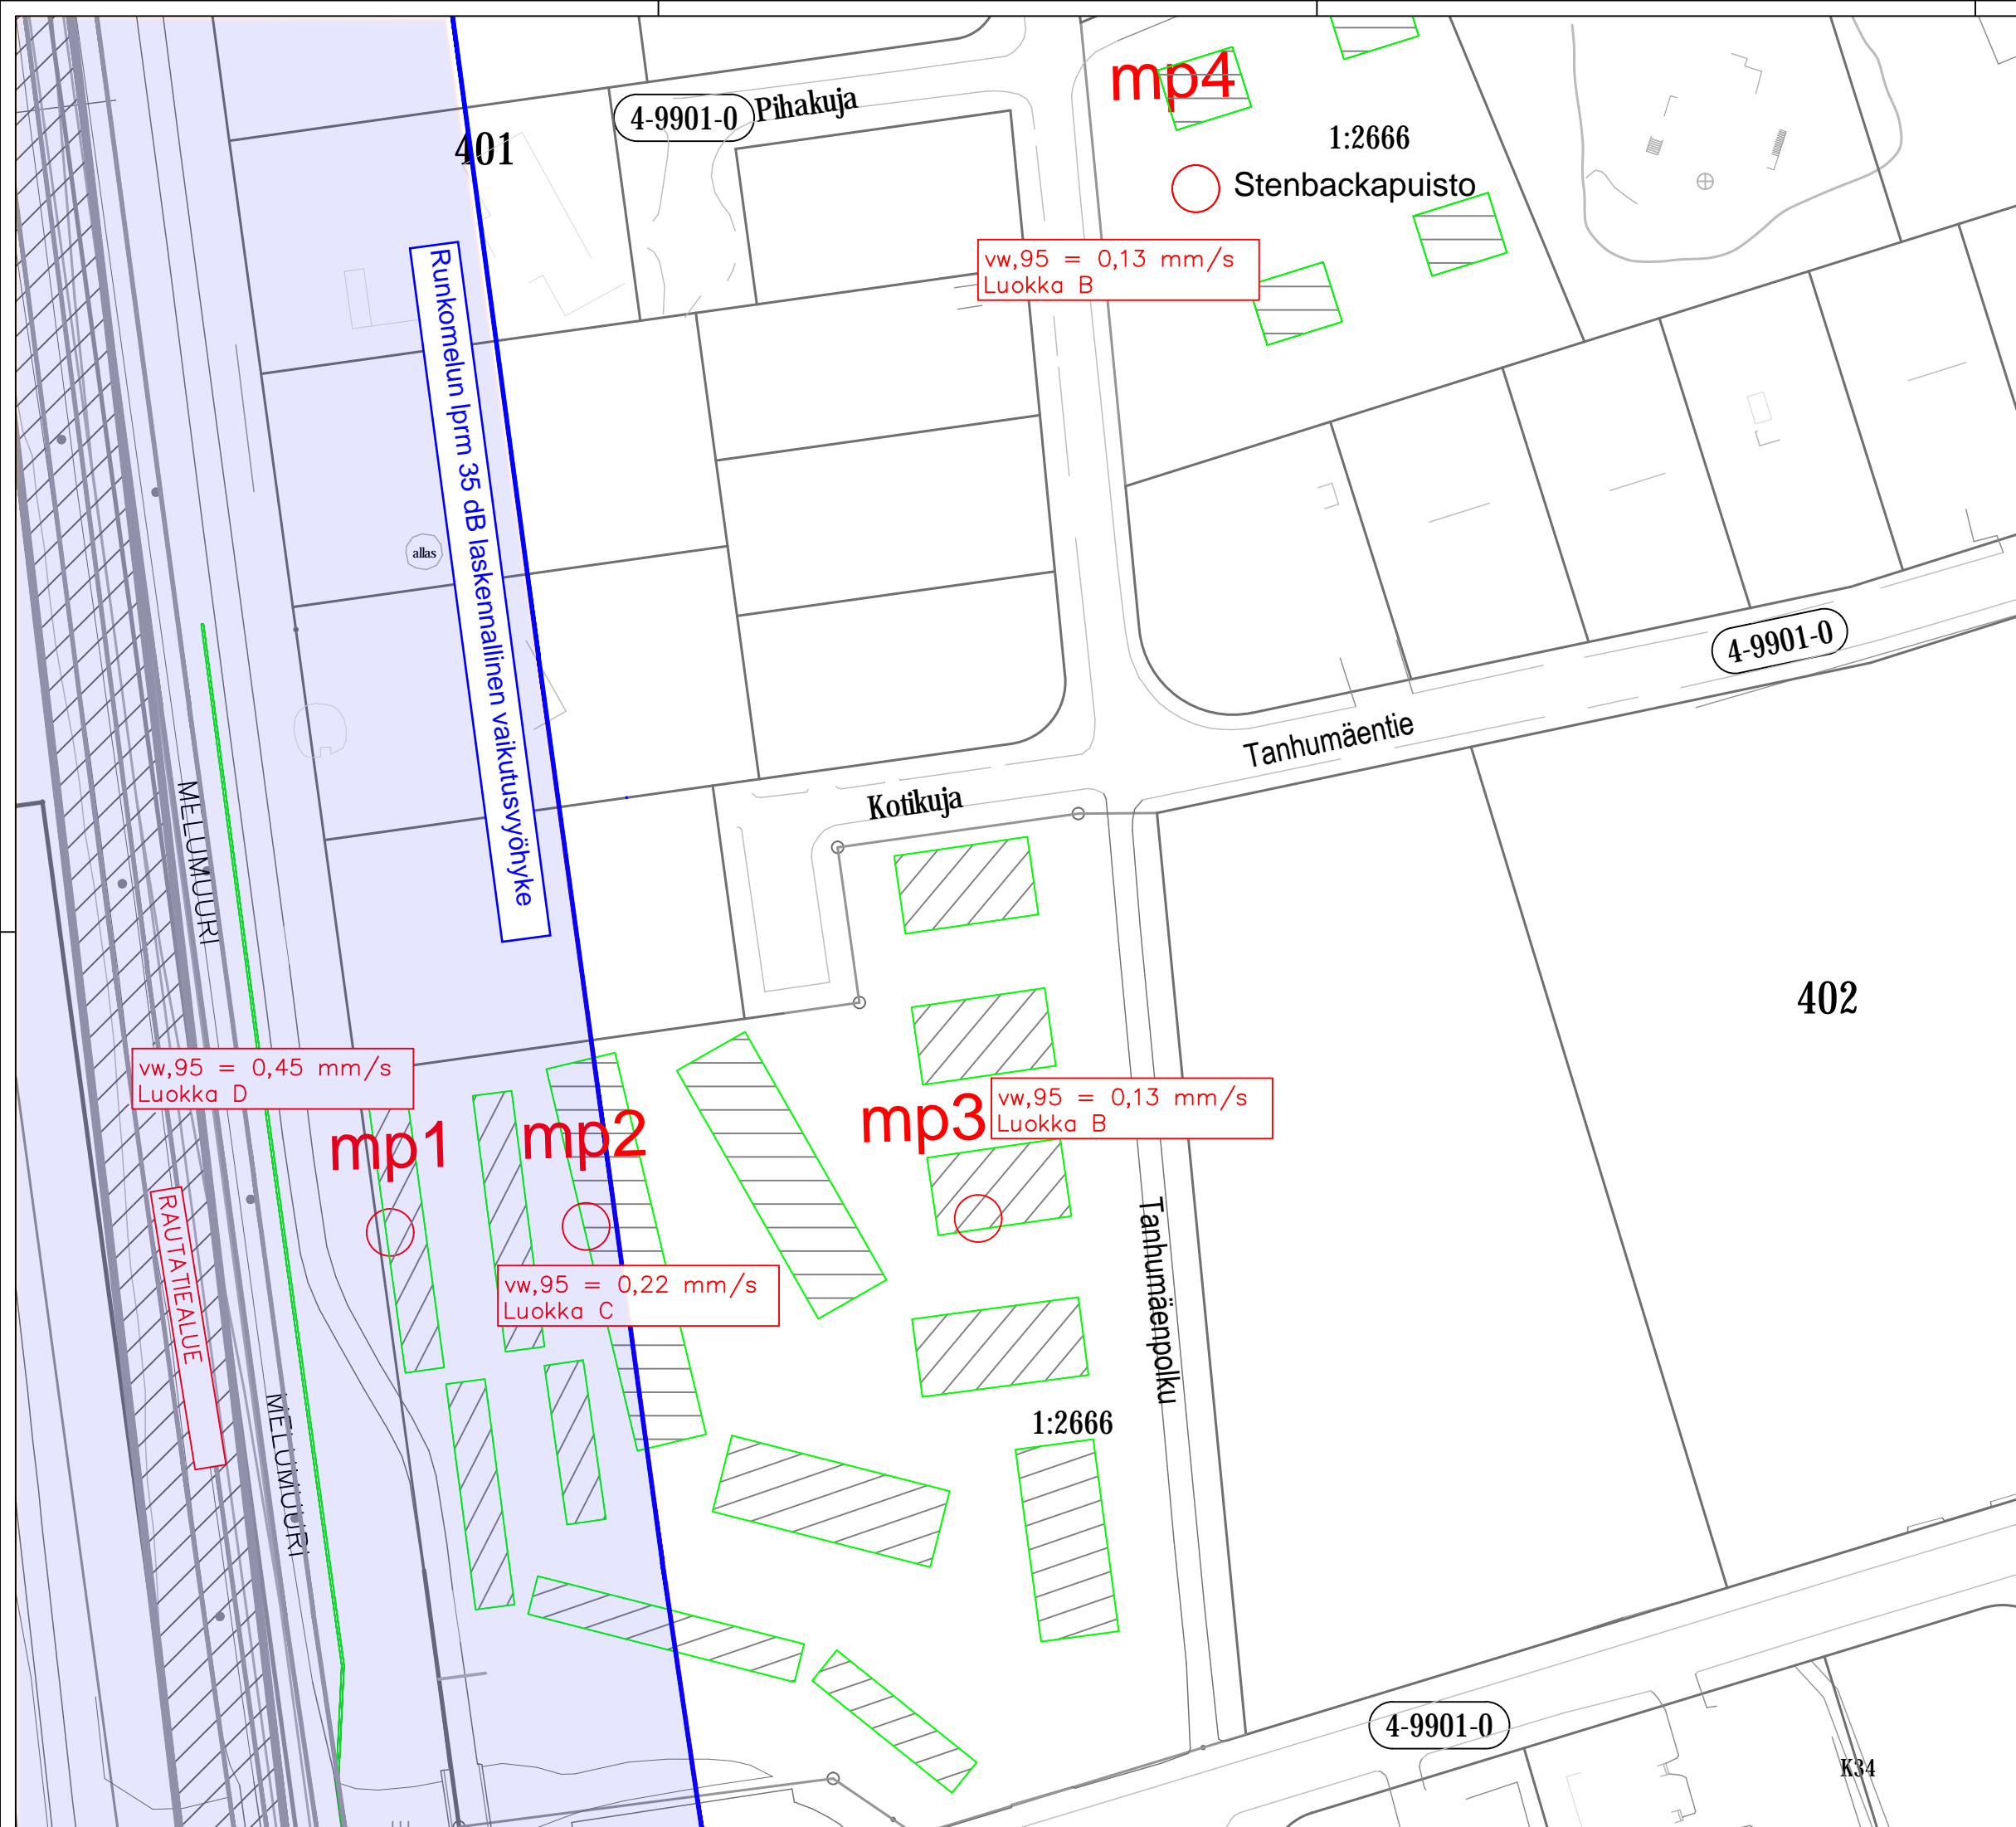 mp4
4-9901-0
Pihakuja
401
1:2666
Stenbackapuisto
vw,95 = 0,13 mm/s
Luokka B
Runkomelun lprm 35 dB laskennallinen vaikutusvyöhyke
allas
4-9901-0
Tanhumäentie
Kotikuja
MELUMUURI
402
vw,95 = 0,45 mm/s
Luokka D
mp1
mp2
mp3
vw,95 = 0,13 mm/s
Luokka B
RAUTATIEALUE
Tanhumäenpolku
vw,95 = 0,22 mm/s
Luokka C
MELUMUURI
1:2666
4-9901-0
K34